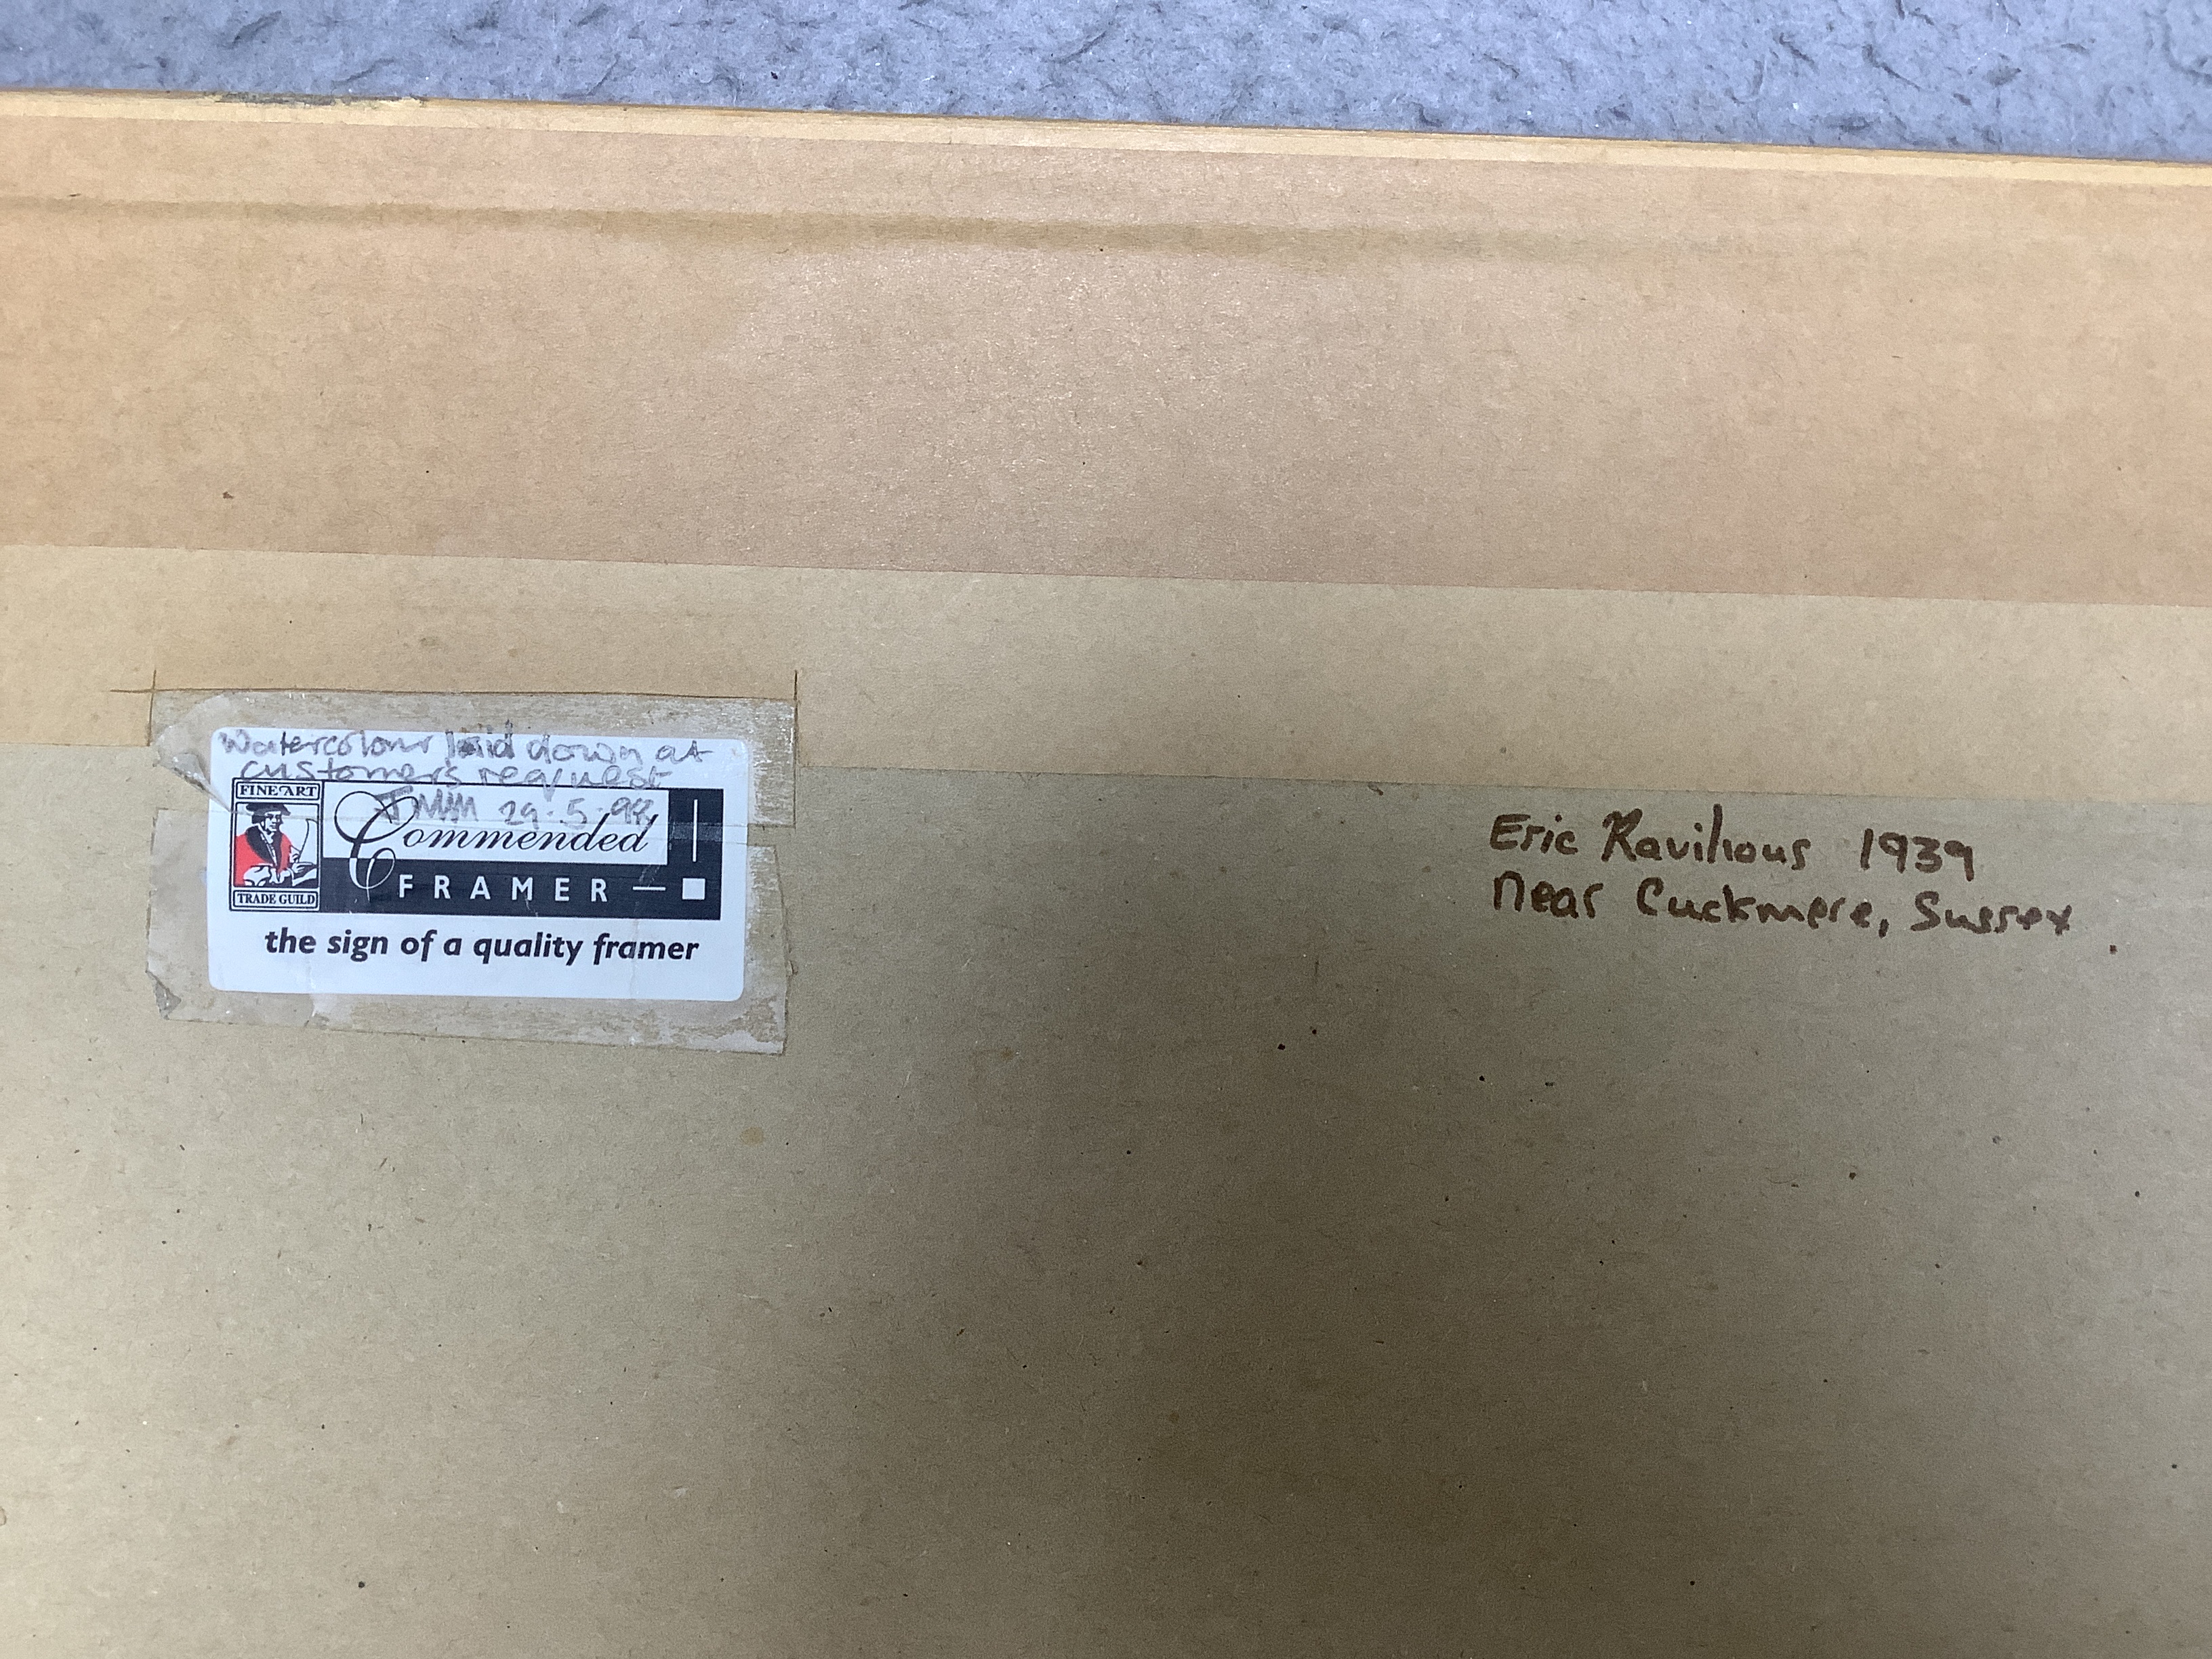 Watercolour laid down at
customers request
29.5.98
FINE ART
TRADE GUILD
Commended
FRAMER
the sign of a quality framer
Eric Ravilious 1939
near Cuckmere, Sussex